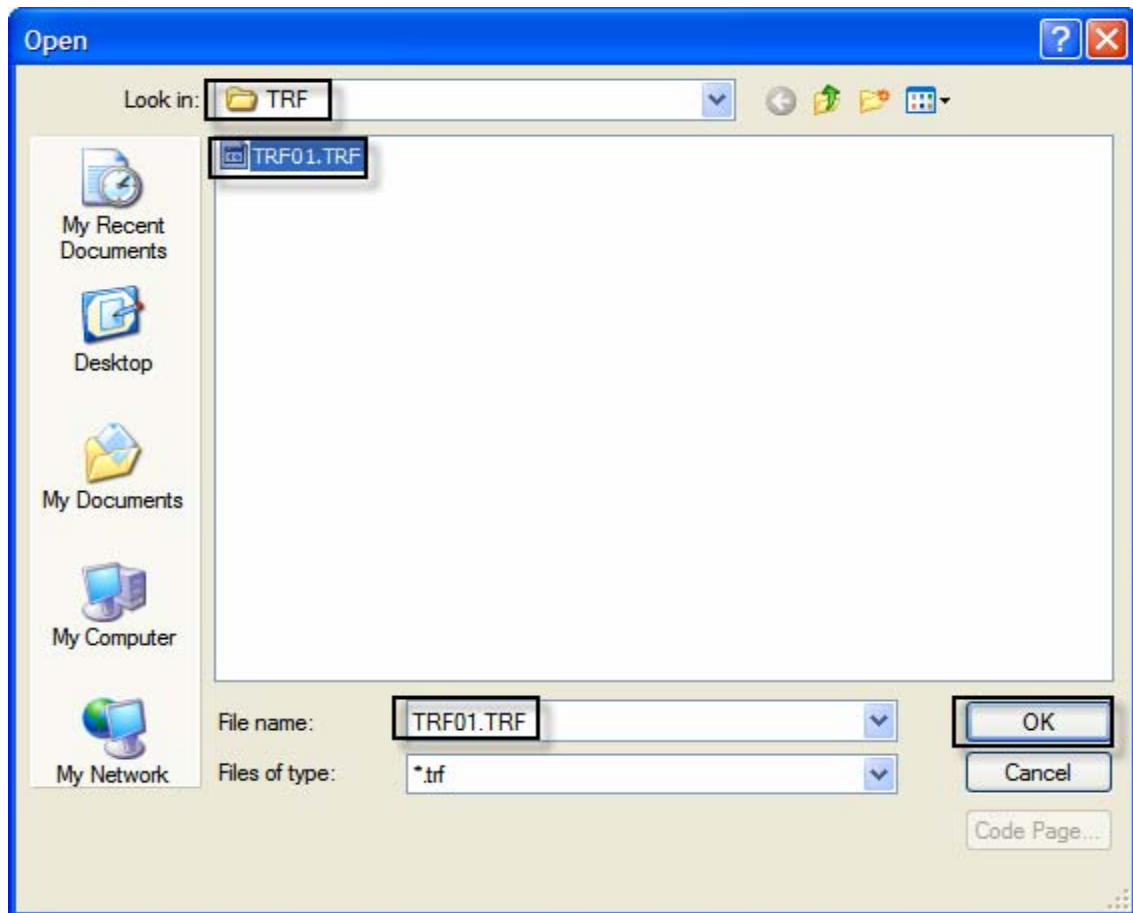 Open
Look in: TRF
TRF01.TRF
My Recent
Documents
Desktop
My Documents
My Computer
My Network
File name: TRF01.TRF
OK
Files of type: *.trf
Cancel
Code Page...